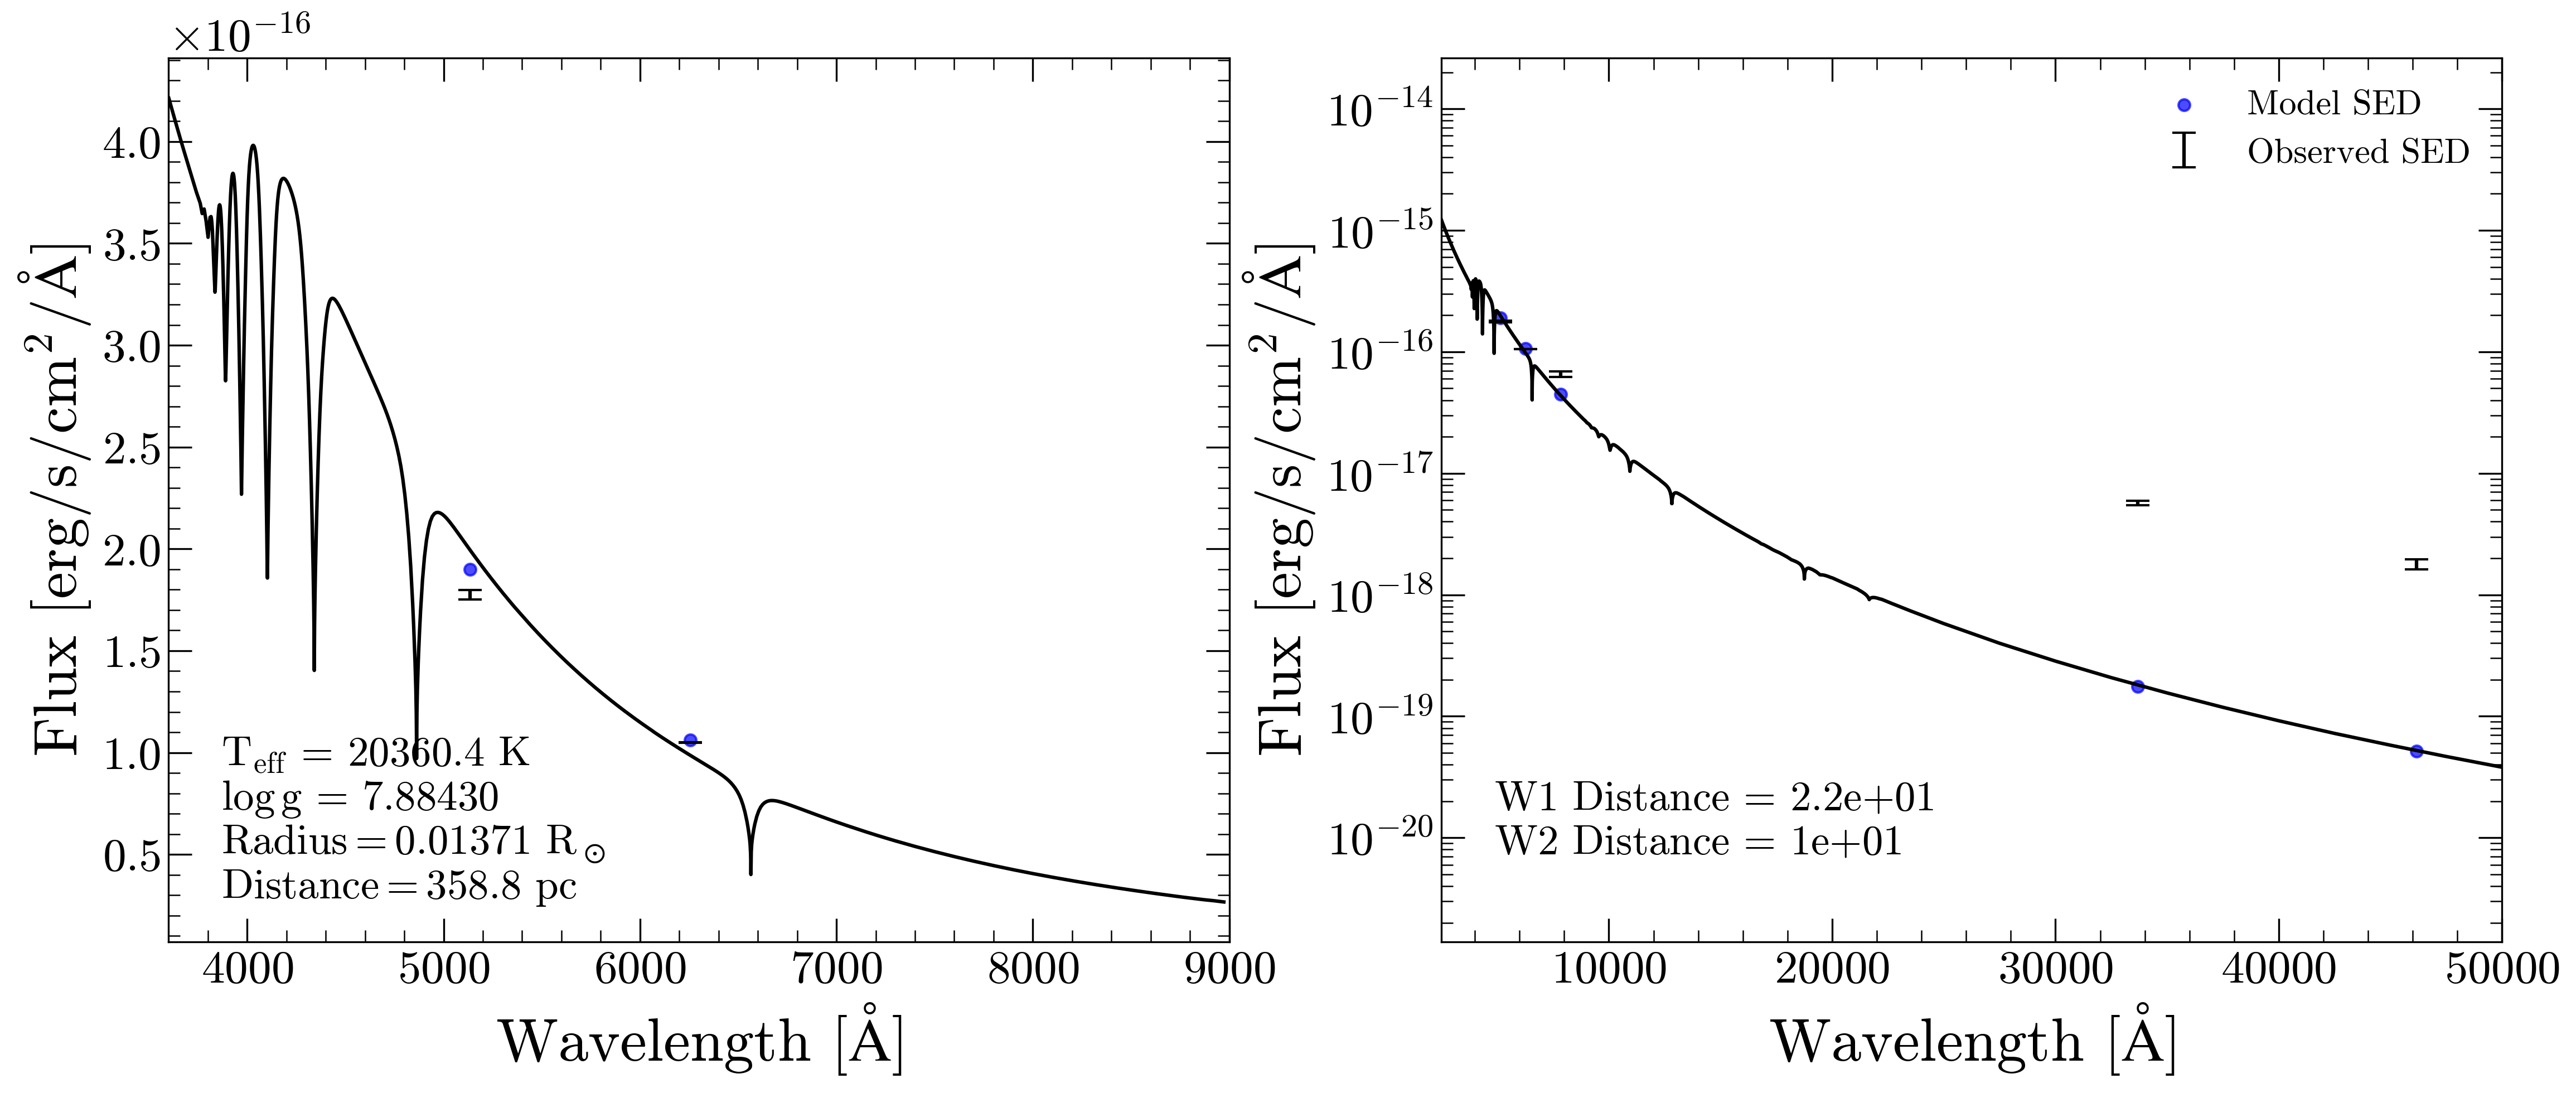 ×10⁻¹⁶
Flux [erg/s/cm²/Å]
4.0
3.5
3.0
2.5
2.0
1.5
1.0
0.5
T_eff = 20360.4 K
log g = 7.88430
Radius = 0.01371 R_⊙
Distance = 358.8 pc
4000 5000 6000 7000 8000 9000
Wavelength [Å]
Flux [erg/s/cm²/Å]
10⁻¹⁴
10⁻¹⁵
10⁻¹⁶
10⁻¹⁷
10⁻¹⁸
10⁻¹⁹
10⁻²⁰
Model SED
Observed SED
W1 Distance = 2.2e+01
W2 Distance = 1e+01
10000 20000 30000 40000 50000
Wavelength [Å]